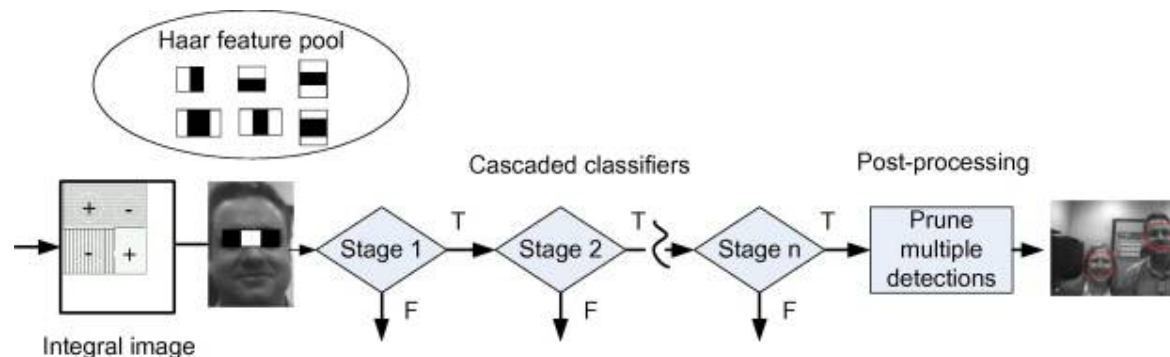 Haar feature pool
Cascaded classifiers
Post-processing
+ -
- +
Stage 1
T
Stage 2
T
Stage n
T
Prune
multiple
detections
F
F
F
Integral image